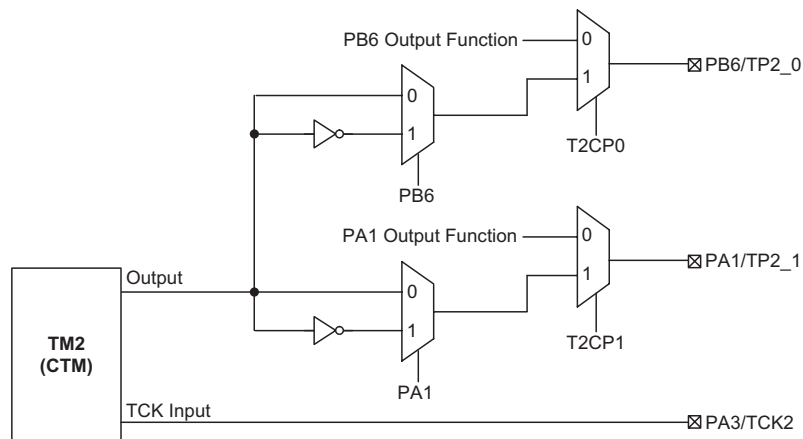 PB6 Output Function
0
1
PB6/TP2_0
T2CP0
0
1
PB6
PA1 Output Function
0
1
PA1/TP2_1
T2CP1
Output
0
1
PA1
TM2
(CTM)
TCK Input
PA3/TCK2